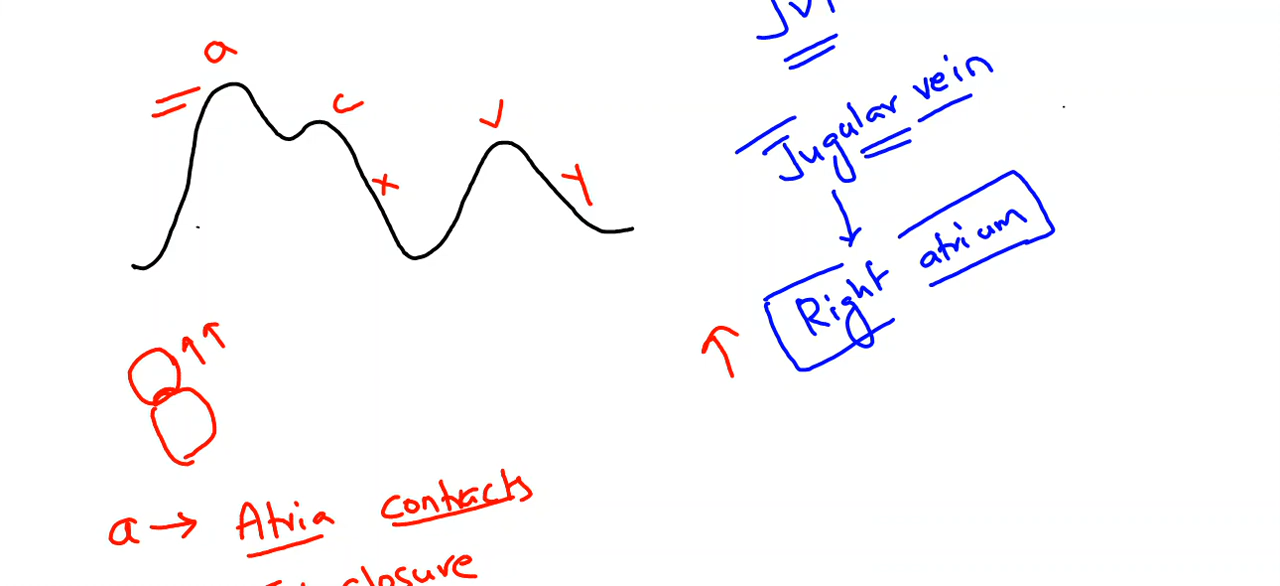 a
c
x
v
y
Jugular vein
Right atrium
a → Atria contracts
closure